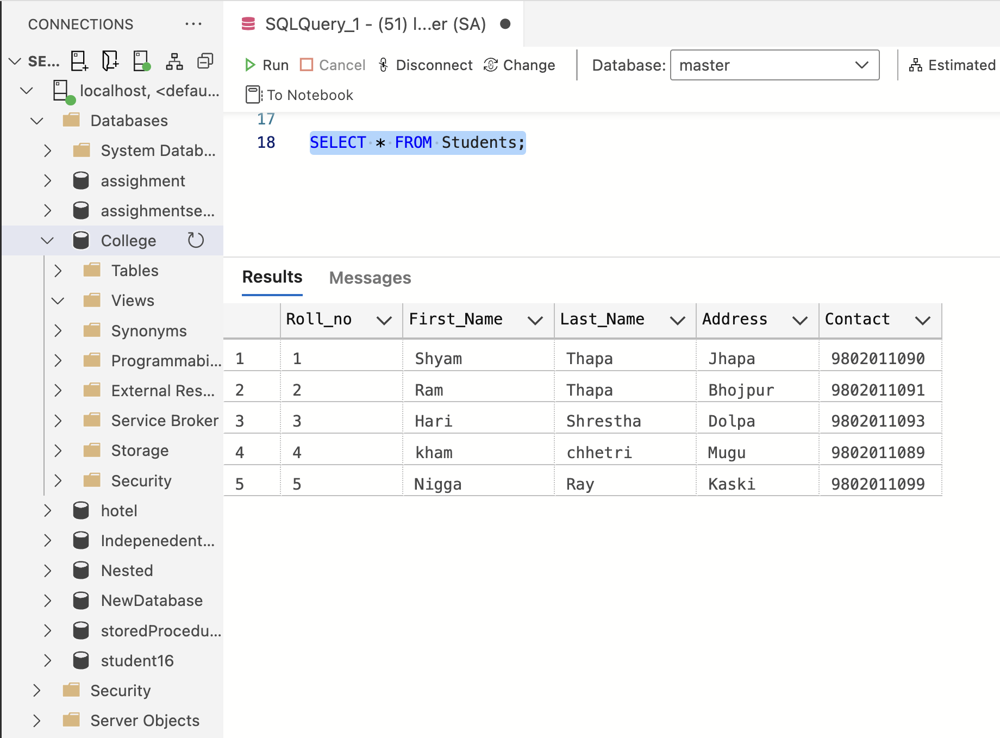 CONNECTIONS ...
SE...
localhost, <defau...
Databases
System Datab...
assighment
assighmentse...
College
Tables
Views
Synonyms
Programmabi...
External Res...
Service Broker
Storage
Security
hotel
Indepenedent...
Nested
NewDatabase
storedProcedu...
student16
Security
Server Objects
SQLQuery_1 - (51) l...er (SA)
Run Cancel Disconnect Change Database: master Estimated
To Notebook
17
18 SELECT * FROM Students;
Results Messages
Roll_no First_Name Last_Name Address Contact
1 1 Shyam Thapa Jhapa 9802011090
2 2 Ram Thapa Bhojpur 9802011091
3 3 Hari Shrestha Dolpa 9802011093
4 4 kham chhetri Mugu 9802011089
5 5 Nigga Ray Kaski 9802011099